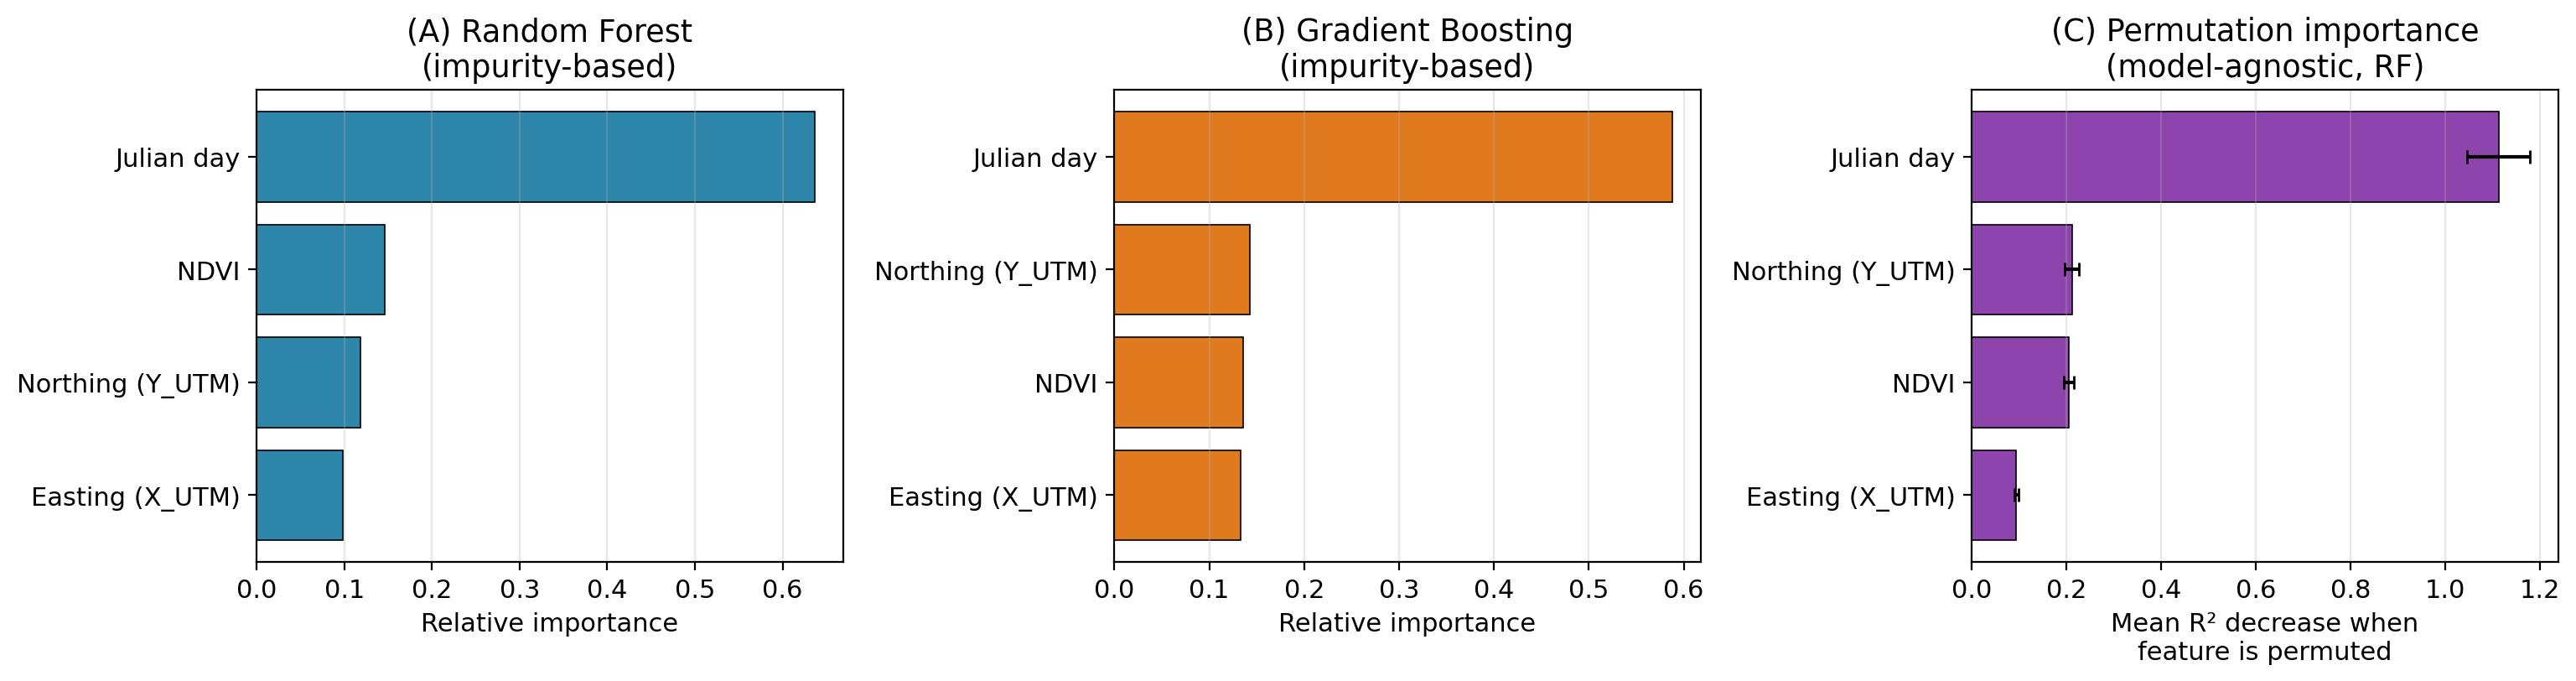 (A) Random Forest
(impurity-based)
Julian day
NDVI
Northing (Y_UTM)
Easting (X_UTM)
0.0 0.1 0.2 0.3 0.4 0.5 0.6
Relative importance
(B) Gradient Boosting
(impurity-based)
Julian day
Northing (Y_UTM)
NDVI
Easting (X_UTM)
0.0 0.1 0.2 0.3 0.4 0.5 0.6
Relative importance
(C) Permutation importance
(model-agnostic, RF)
Julian day
Northing (Y_UTM)
NDVI
Easting (X_UTM)
0.0 0.2 0.4 0.6 0.8 1.0 1.2
Mean R² decrease when
feature is permuted